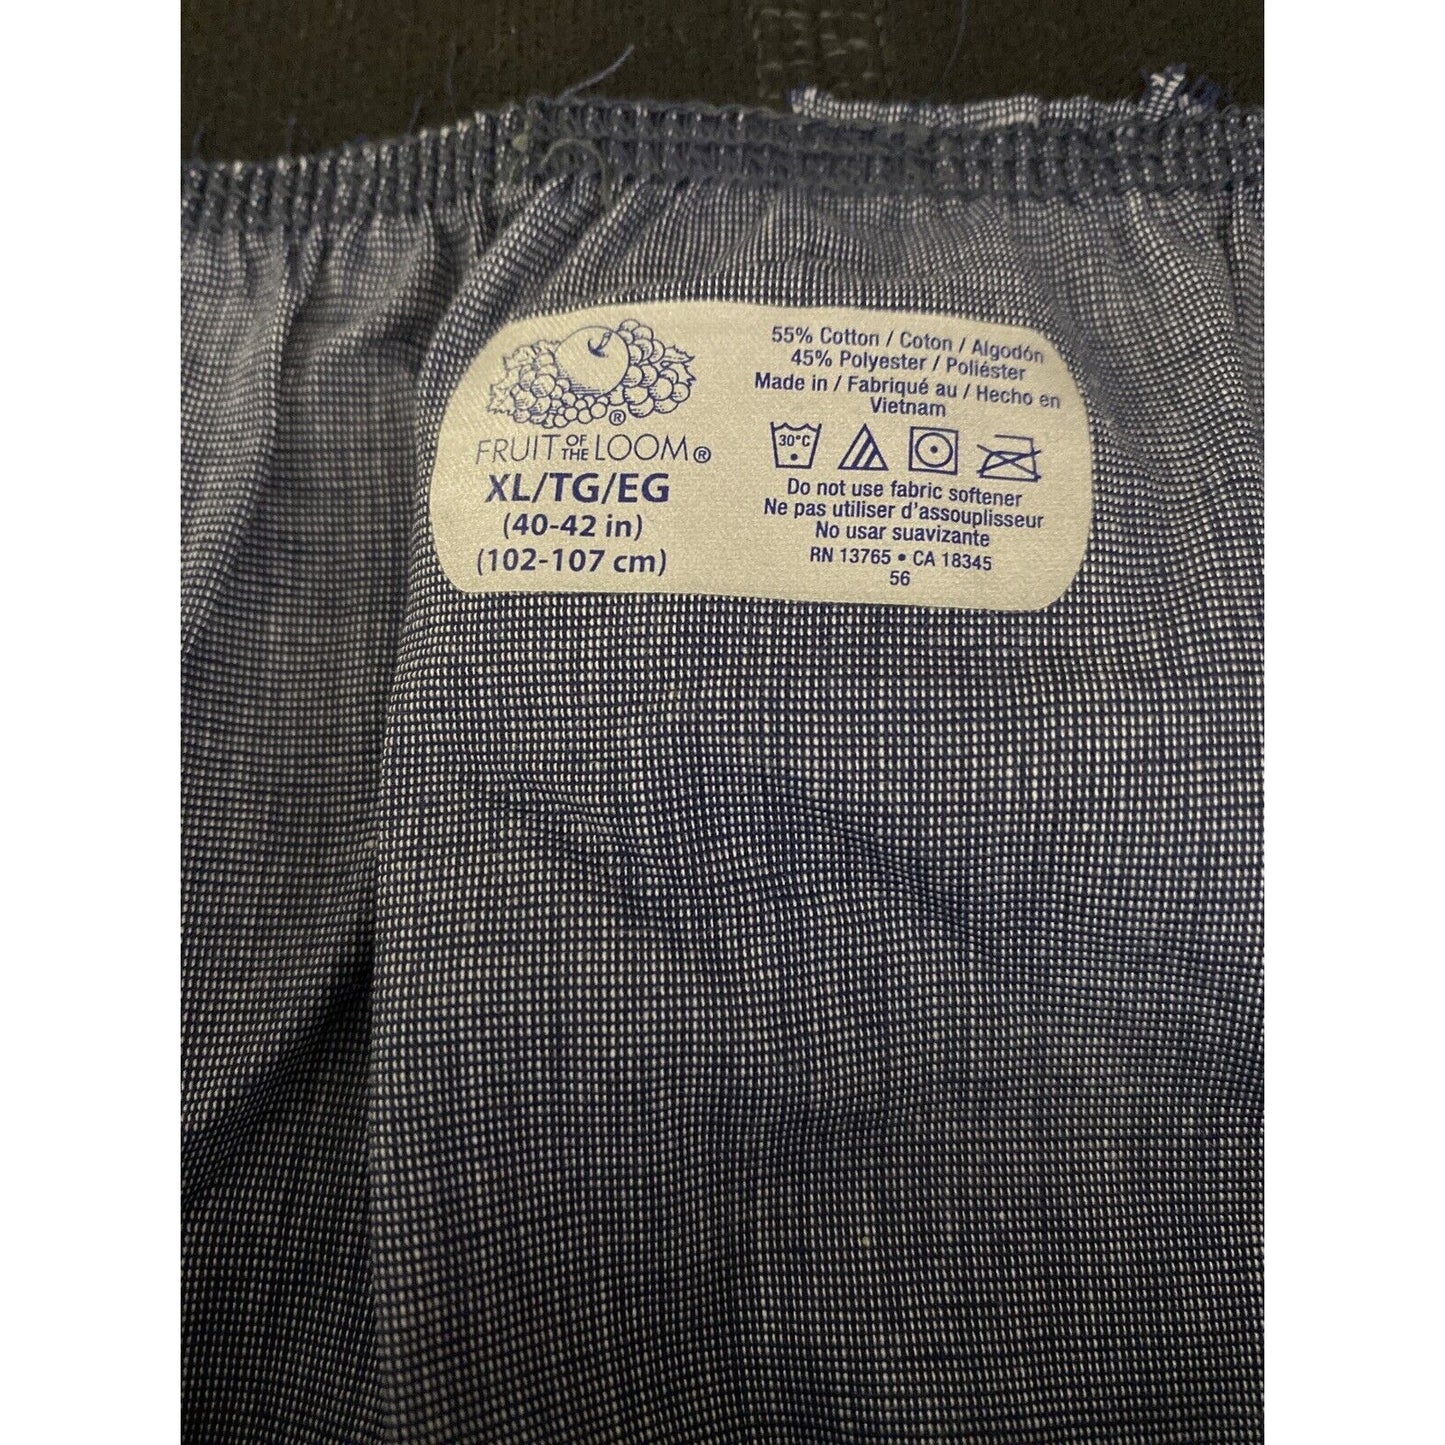 ®
FRUIT OF THE LOOM®
XL/TG/EG
(40-42 in)
(102-107 cm)
55% Cotton / Coton / Algodón
45% Polyester / Poliéster
Made in / Fabriqué au / Hecho en
Vietnam
30°C
Do not use fabric softener
Ne pas utiliser d'assouplisseur
No usar suavizante
RN 13765 • CA 18345
56